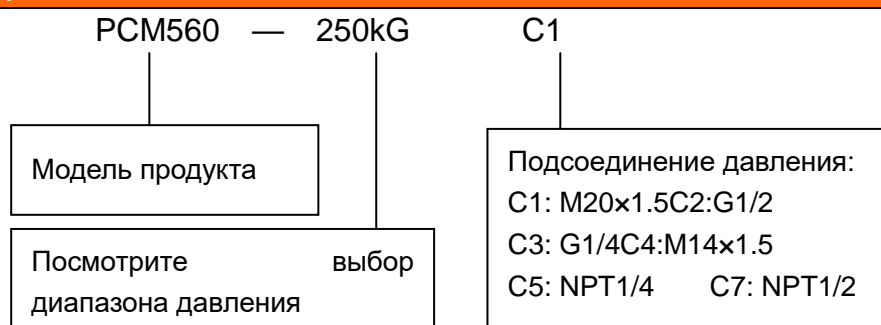 PCM560 — 250kG C1
Модель продукта
Посмотрите выбор
диапазона давления
Подсоединение давления:
C1: M20×1.5C2:G1/2
C3: G1/4C4:M14×1.5
C5: NPT1/4 C7: NPT1/2